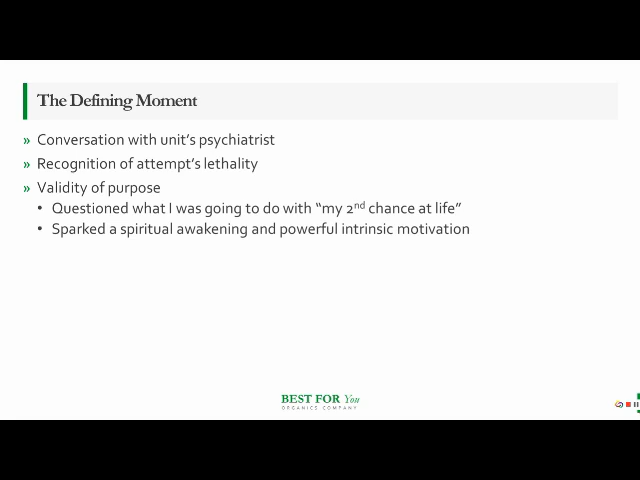 The Defining Moment
» Conversation with unit's psychiatrist
» Recognition of attempt's lethality
» Validity of purpose
• Questioned what I was going to do with “my 2nd chance at life”
• Sparked a spiritual awakening and powerful intrinsic motivation
BEST FOR You
ORGANICS COMPANY